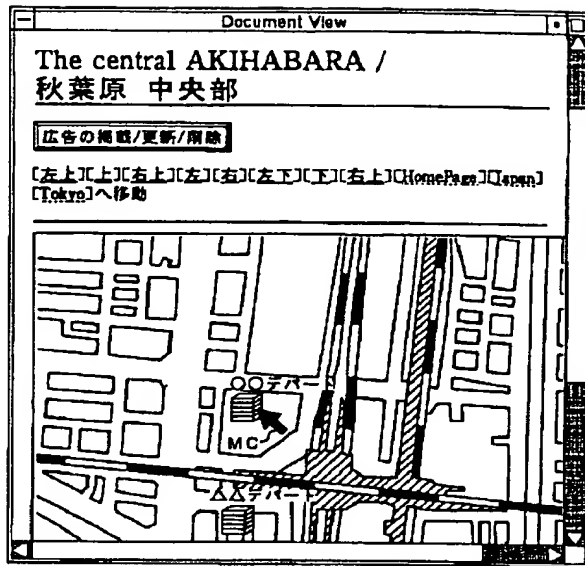 Document View
The central AKIHABARA /
秋葉原 中央部
広告の掲載/更新/削除
[左上][上][右上][左][右][左下][下][右上][HomePage][Japan]
[Tokyo]へ移動
○○デパート
MC
△△デパート